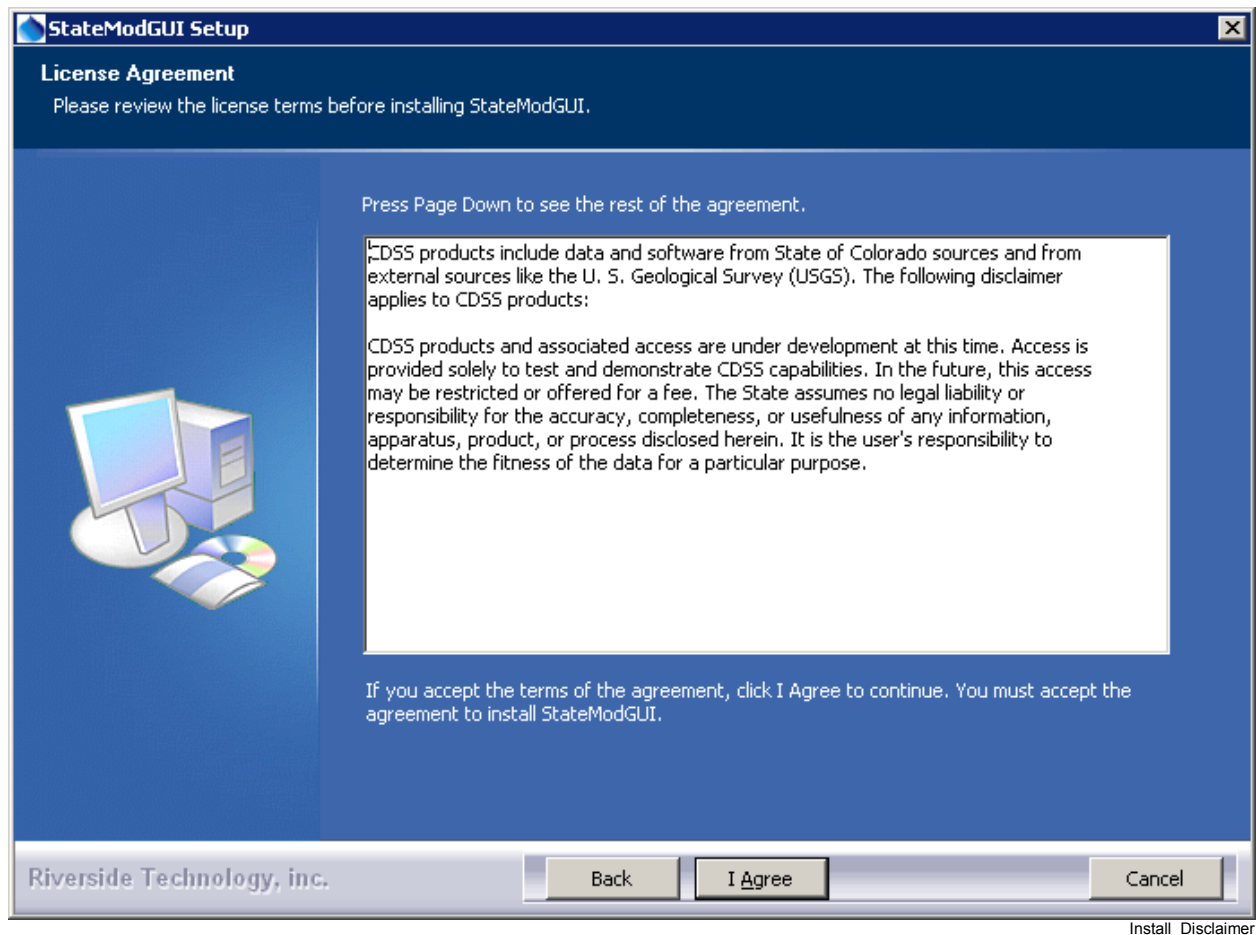 StateModGUI Setup
License Agreement
Please review the license terms before installing StateModGUI.
Press Page Down to see the rest of the agreement.
CDSS products include data and software from State of Colorado sources and from
external sources like the U. S. Geological Survey (USGS). The following disclaimer
applies to CDSS products:
CDSS products and associated access are under development at this time. Access is
provided solely to test and demonstrate CDSS capabilities. In the future, this access
may be restricted or offered for a fee. The State assumes no legal liability or
responsibility for the accuracy, completeness, or usefulness of any information,
apparatus, product, or process disclosed herein. It is the user's responsibility to
determine the fitness of the data for a particular purpose.
If you accept the terms of the agreement, click I Agree to continue. You must accept the
agreement to install StateModGUI.
Riverside Technology, inc.
Back
I Agree
Cancel
Install_Disclaimer